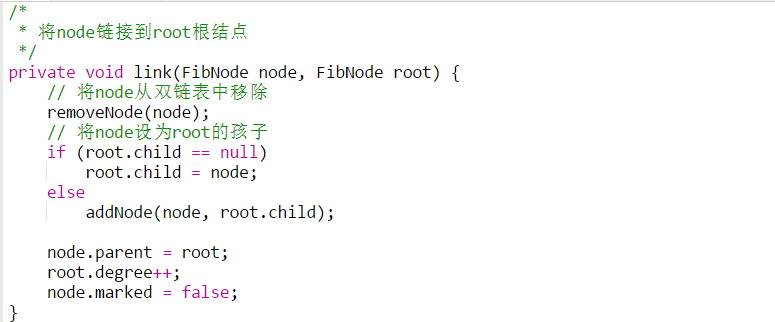 /*
 * 将node链接到root根结点
 */
private void link(FibNode node, FibNode root) {
    // 将node从双链表中移除
    removeNode(node);
    // 将node设为root的孩子
    if (root.child == null)
        root.child = node;
    else
        addNode(node, root.child);

    node.parent = root;
    root.degree++;
    node.marked = false;
}